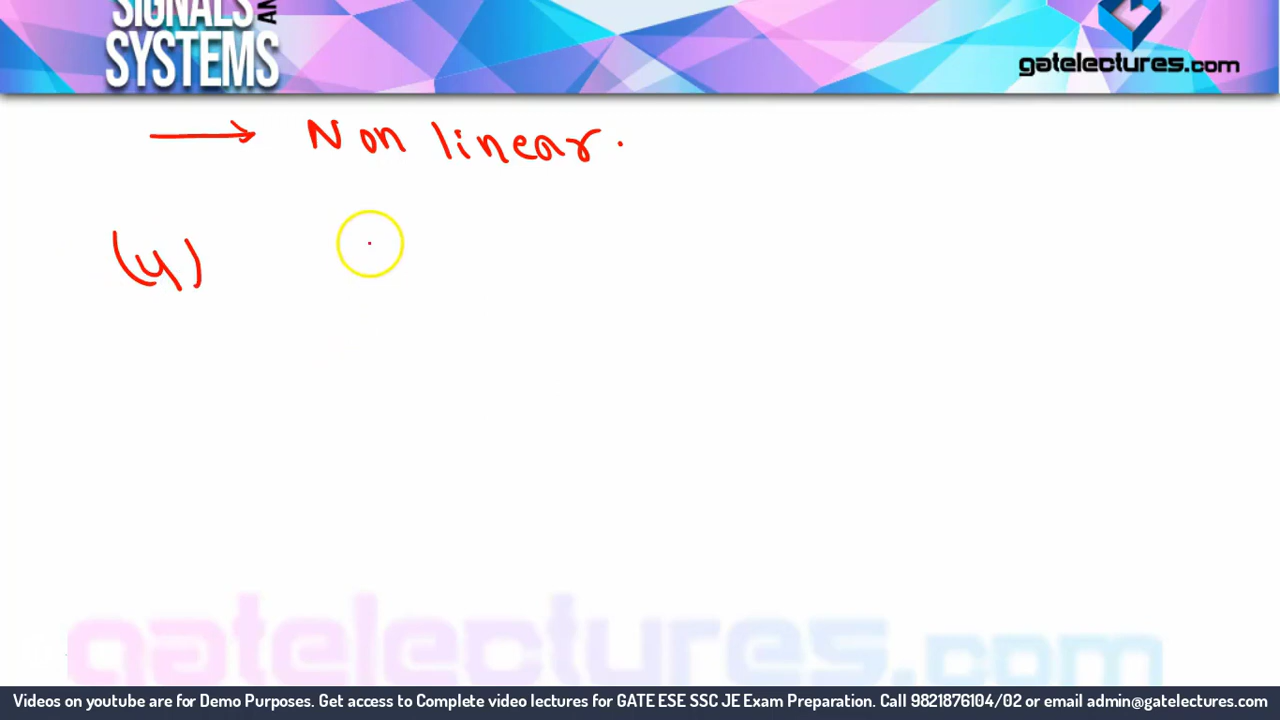 SIGNALS AND
SYSTEMS
gatelectures.com
→ Non linear.
(4)
gatelectures.com
Videos on youtube are for Demo Purposes. Get access to Complete video lectures for GATE ESE SSC JE Exam Preparation. Call 9821876104/02 or email admin@gatelectures.com